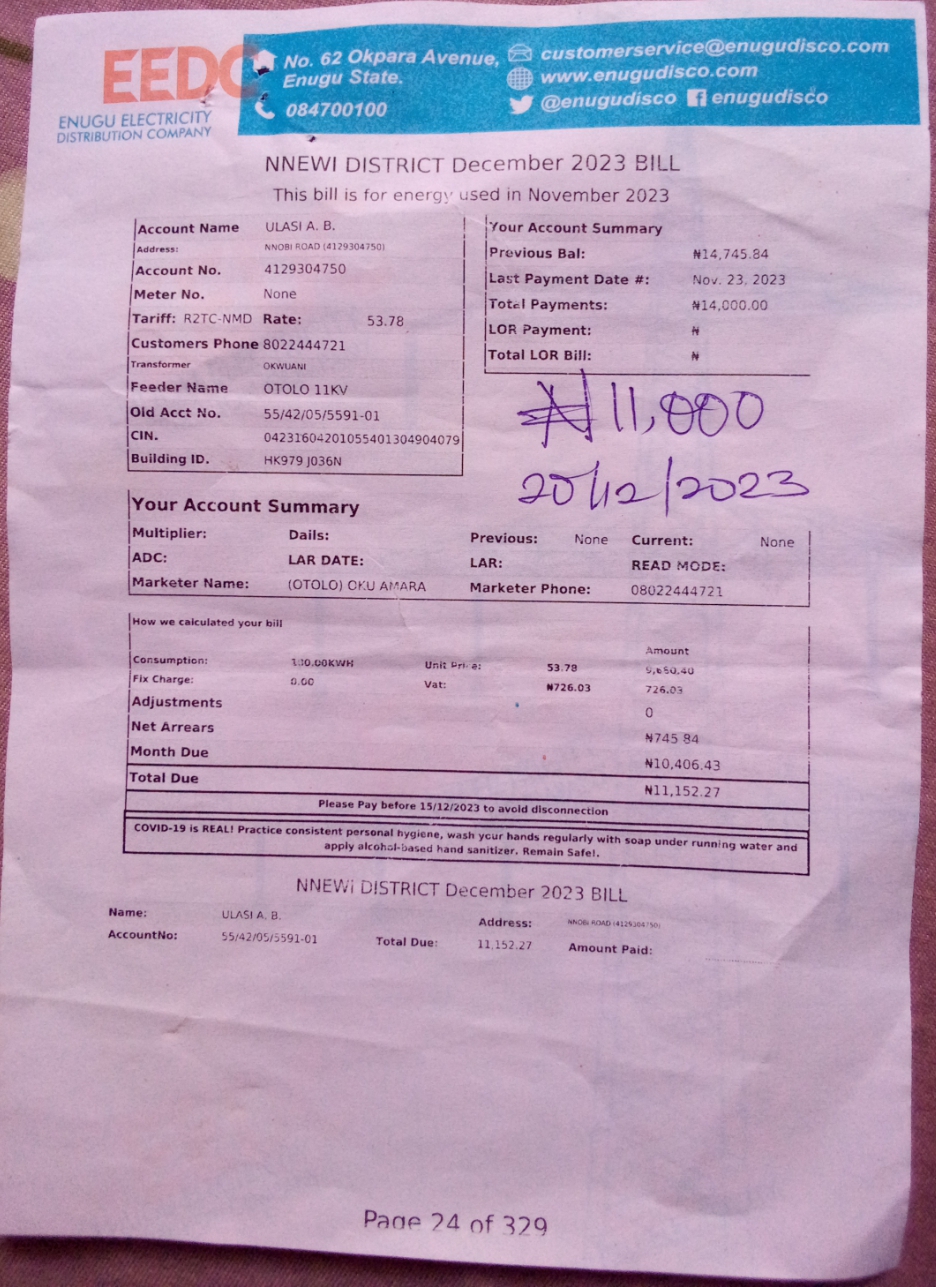 EEDC
ENUGU ELECTRICITY
DISTRIBUTION COMPANY
No. 62 Okpara Avenue,
Enugu State.
084700100
customerservice@enugudisco.com
www.enugudisco.com
@enugudisco enugudisco
NNEWI DISTRICT December 2023 BILL
This bill is for energy used in November 2023
Account Name ULASI A. B.
Address: NNOBI ROAD (4129304750)
Account No. 4129304750
Meter No. None
Tariff: R2TC-NMD Rate: 53.78
Customers Phone 8022444721
Transformer OKWUANI
Feeder Name OTOLO 11KV
Old Acct No. 55/42/05/5591-01
CIN. 04231604201055401304904079
Building ID. HK979 J036N
Your Account Summary
Previous Bal: ₦14,745.84
Last Payment Date #: Nov. 23, 2023
Total Payments: ₦14,000.00
LOR Payment: ₦
Total LOR Bill: ₦
₦11,000
20/12/2023
Your Account Summary
Multiplier: Dails: Previous: None Current: None
ADC: LAR DATE: LAR: READ MODE:
Marketer Name: (OTOLO) OKU AMARA Marketer Phone: 08022444721
How we calculated your bill
Amount
Consumption: Unit Price: 53.78
Fix Charge: 0.00 Vat: ₦726.03 726.03
Adjustments 0
Net Arrears ₦745.84
Month Due ₦10,406.43
Total Due ₦11,152.27
Please Pay before 15/12/2023 to avoid disconnection
COVID-19 is REAL! Practice consistent personal hygiene, wash your hands regularly with soap under running water and
apply alcohol-based hand sanitizer. Remain Safe!.
NNEWI DISTRICT December 2023 BILL
Name: ULASI A. B. Address: NNOBI ROAD (4129304750)
AccountNo: 55/42/05/5591-01 Total Due: 11,152.27 Amount Paid:
Page 24 of 329